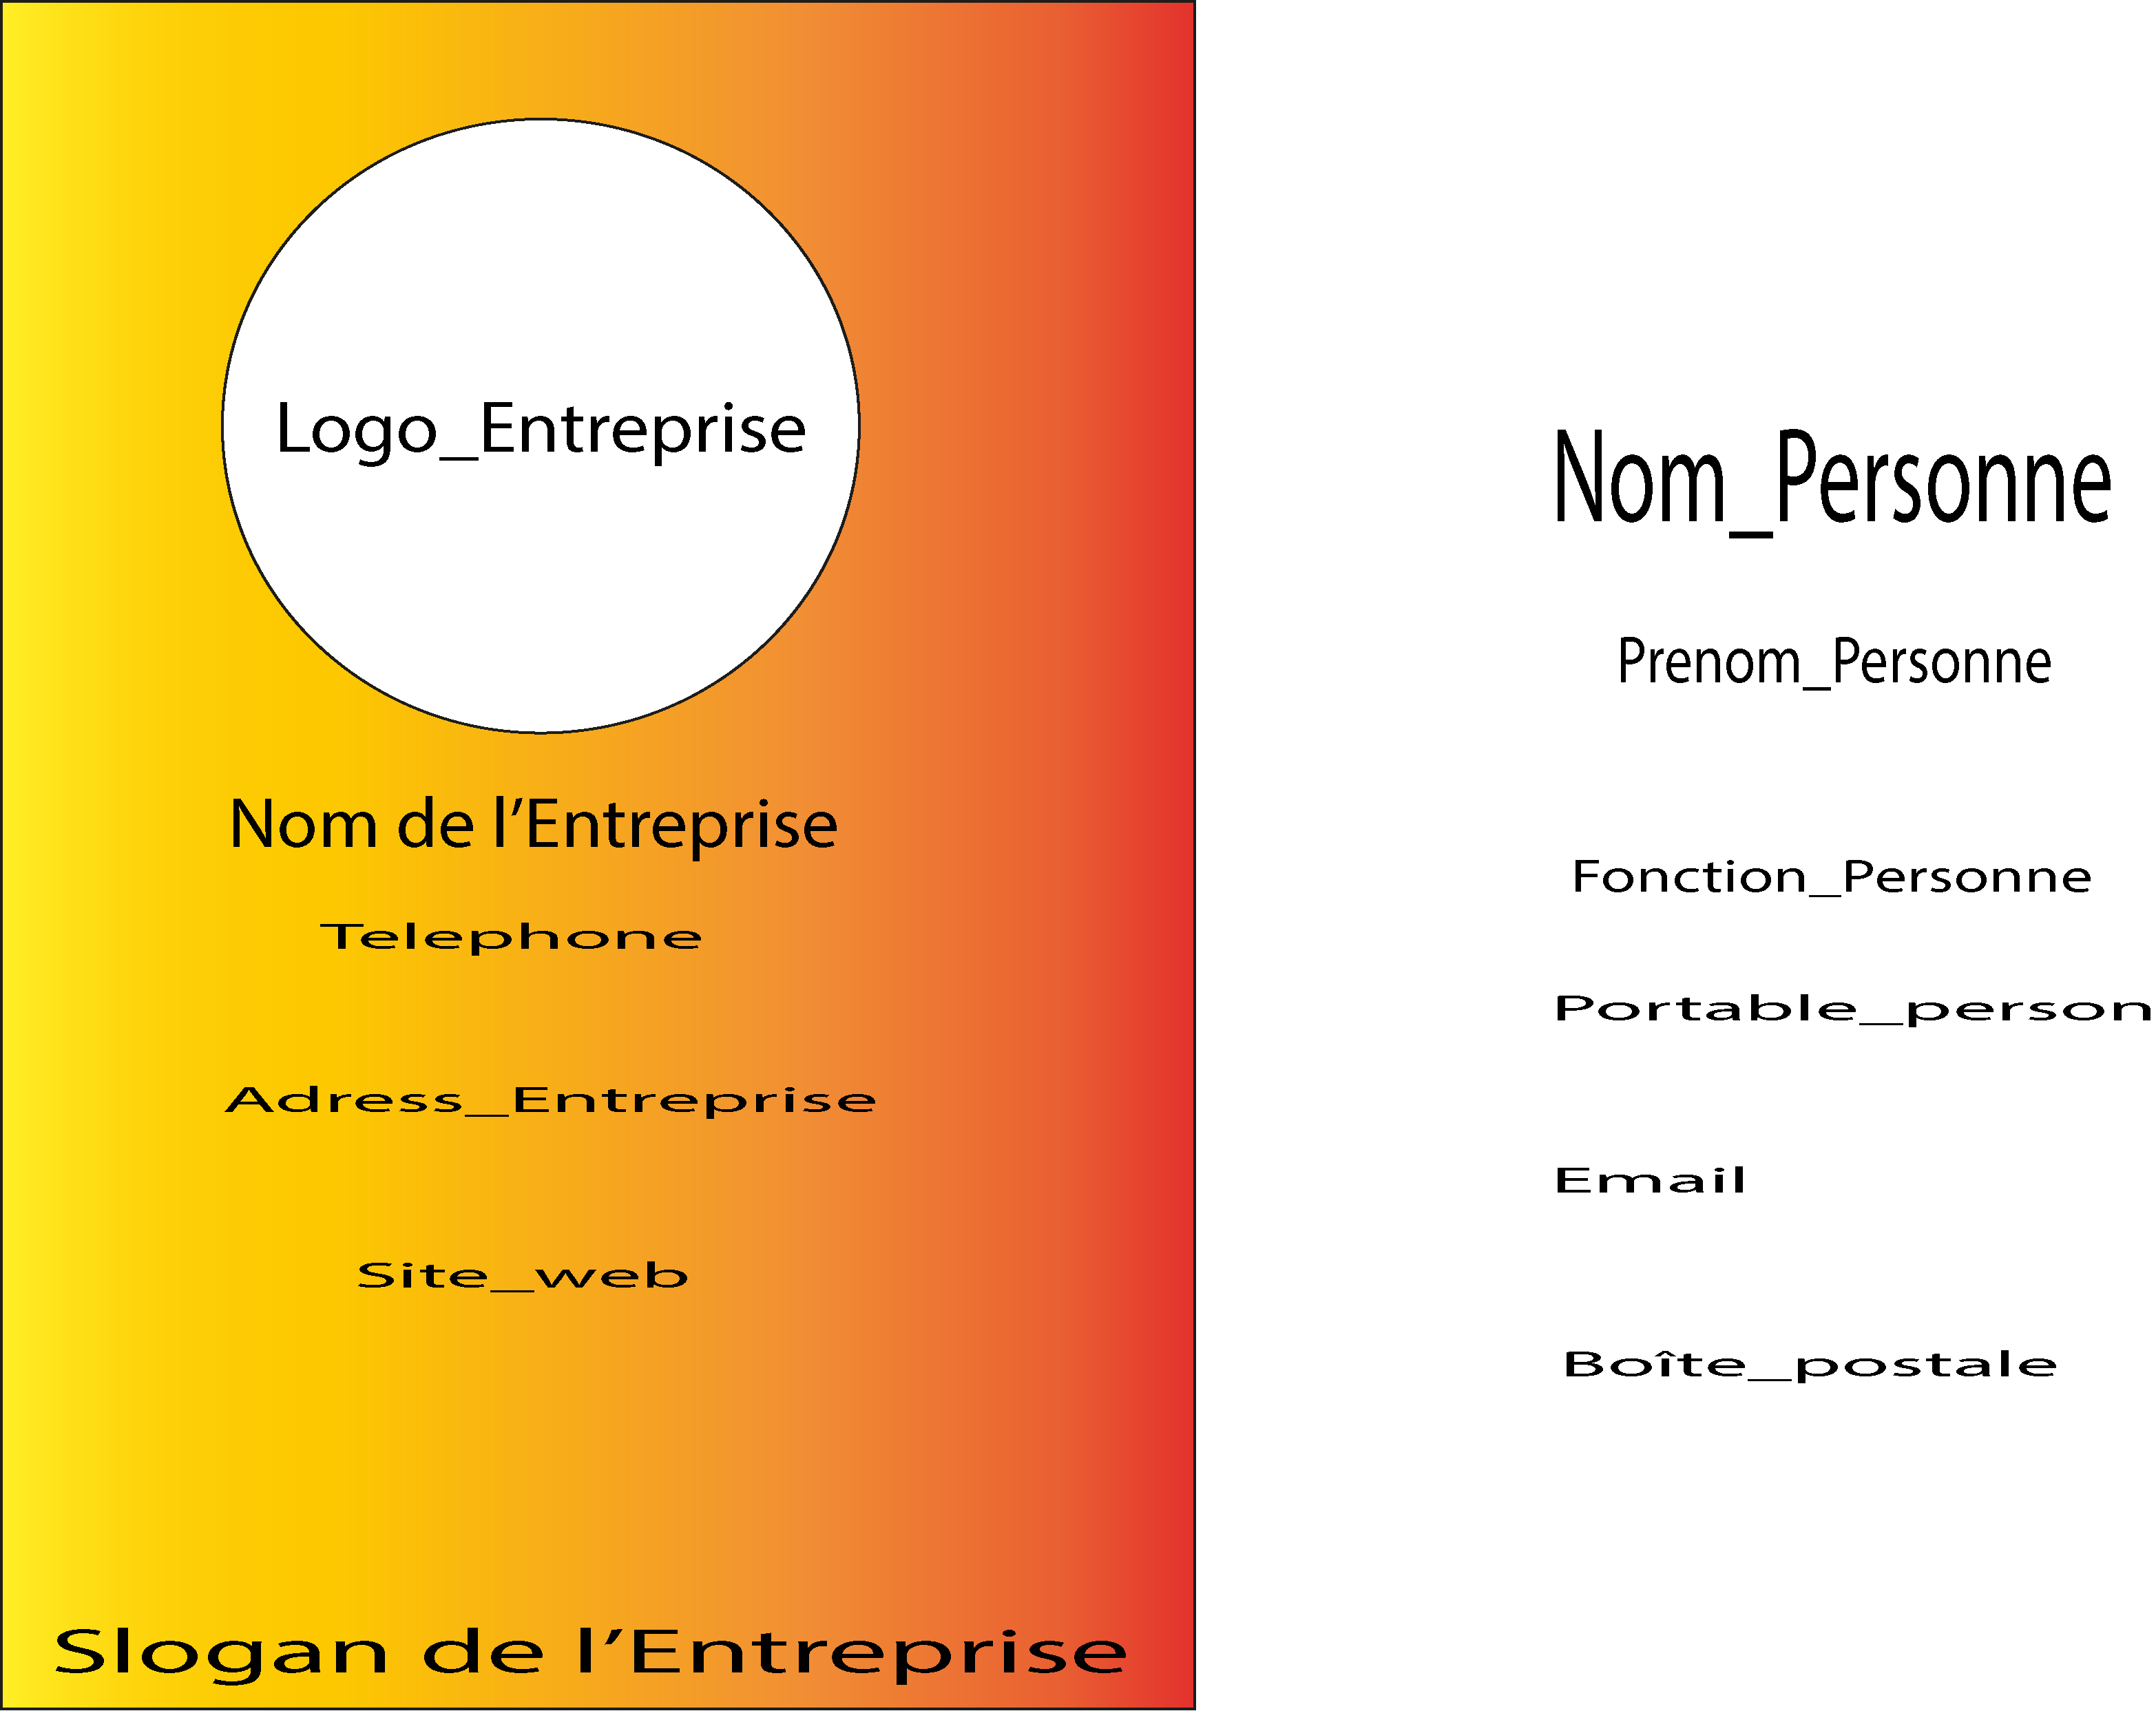 Logo_Entreprise
Nom de l’Entreprise
Telephone
Adress_Entreprise
Site_web
Slogan de l’Entreprise
Nom_Personne
Prenom_Personne
Fonction_Personne
Portable_person
Email
Boîte_postale